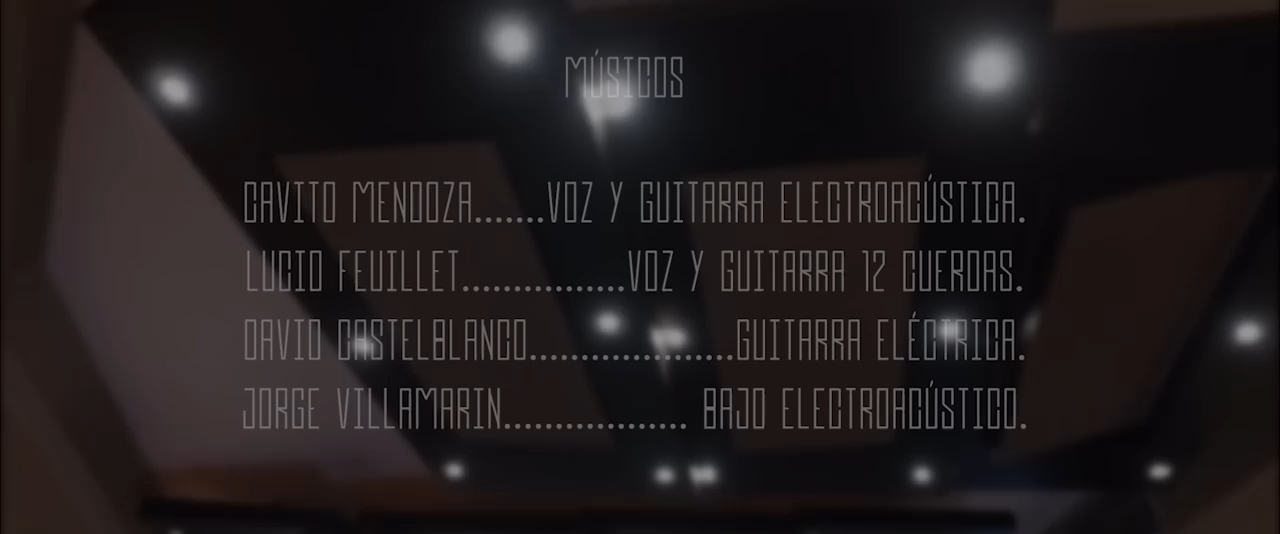 MÚSICOS
CAVITO MENDOZA.......VOZ Y GUITARRA ELECTROACÚSTICA.
LUCIO FEUILLET................VOZ Y GUITARRA 12 CUERDAS.
DAVID CASTELBLANCO....................GUITARRA ELÉCTRICA.
JORGE VILLAMARIN.................. BAJO ELECTROACÚSTICO.